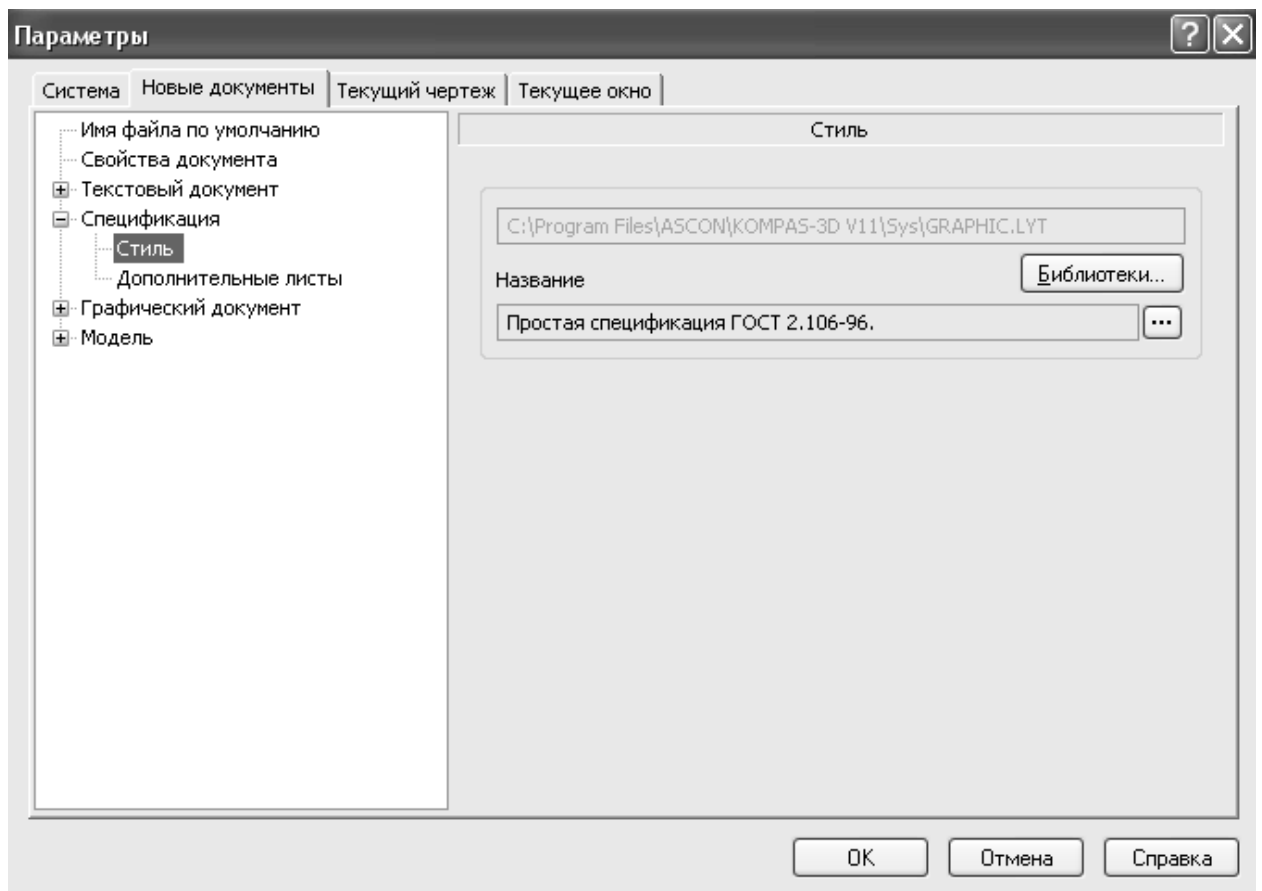 Параметры
Система Новые документы Текущий чертеж Текущее окно
Имя файла по умолчанию
Свойства документа
Текстовый документ
Спецификация
Стиль
Дополнительные листы
Графический документ
Модель
Стиль
C:\Program Files\ASCON\KOMPAS-3D V11\Sys\GRAPHIC.LYT
Название
Библиотеки...
Простая спецификация ГОСТ 2.106-96.
...
OK Отмена Справка